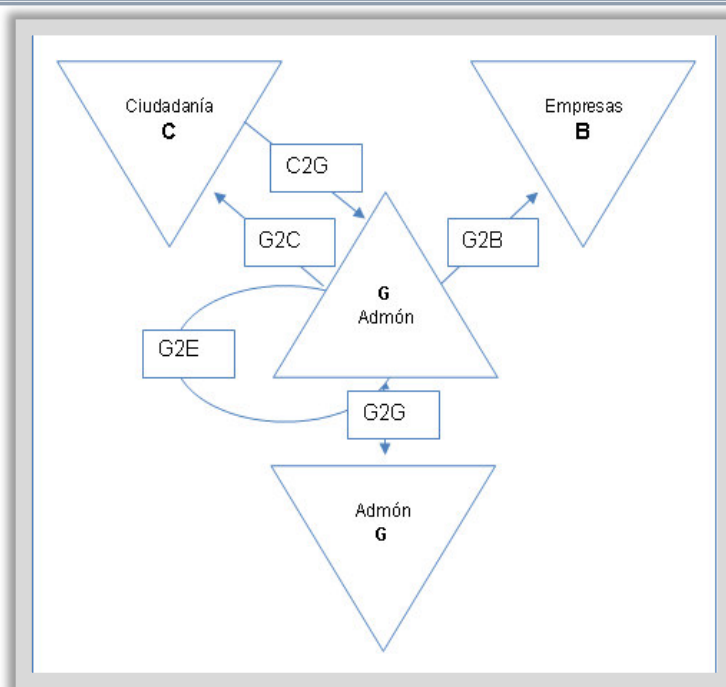 Ciudadanía
C
Empresas
B
C2G
G2C
G2B
G
Admón
G2E
G2G
Admón
G